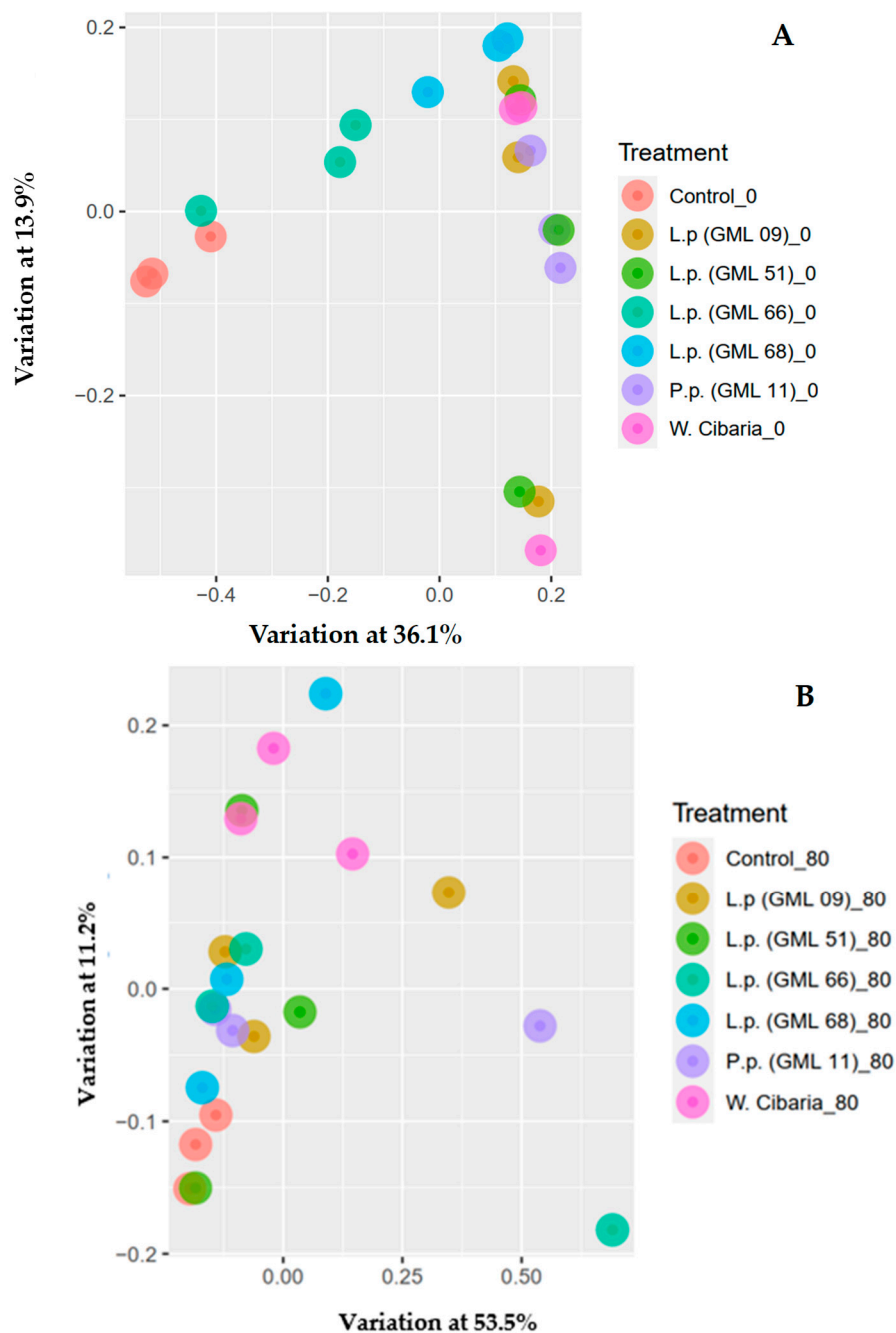 A
0.2
0.0
−0.2
Variation at 13.9%
−0.4
−0.2
0.0
0.2
Variation at 36.1%
Treatment
Control_0
L.p (GML 09)_0
L.p. (GML 51)_0
L.p. (GML 66)_0
L.p. (GML 68)_0
P.p. (GML 11)_0
W. Cibaria_0
B
0.2
0.1
0.0
−0.1
−0.2
Variation at 11.2%
0.00
0.25
0.50
Variation at 53.5%
Treatment
Control_80
L.p (GML 09)_80
L.p. (GML 51)_80
L.p. (GML 66)_80
L.p. (GML 68)_80
P.p. (GML 11)_80
W. Cibaria_80